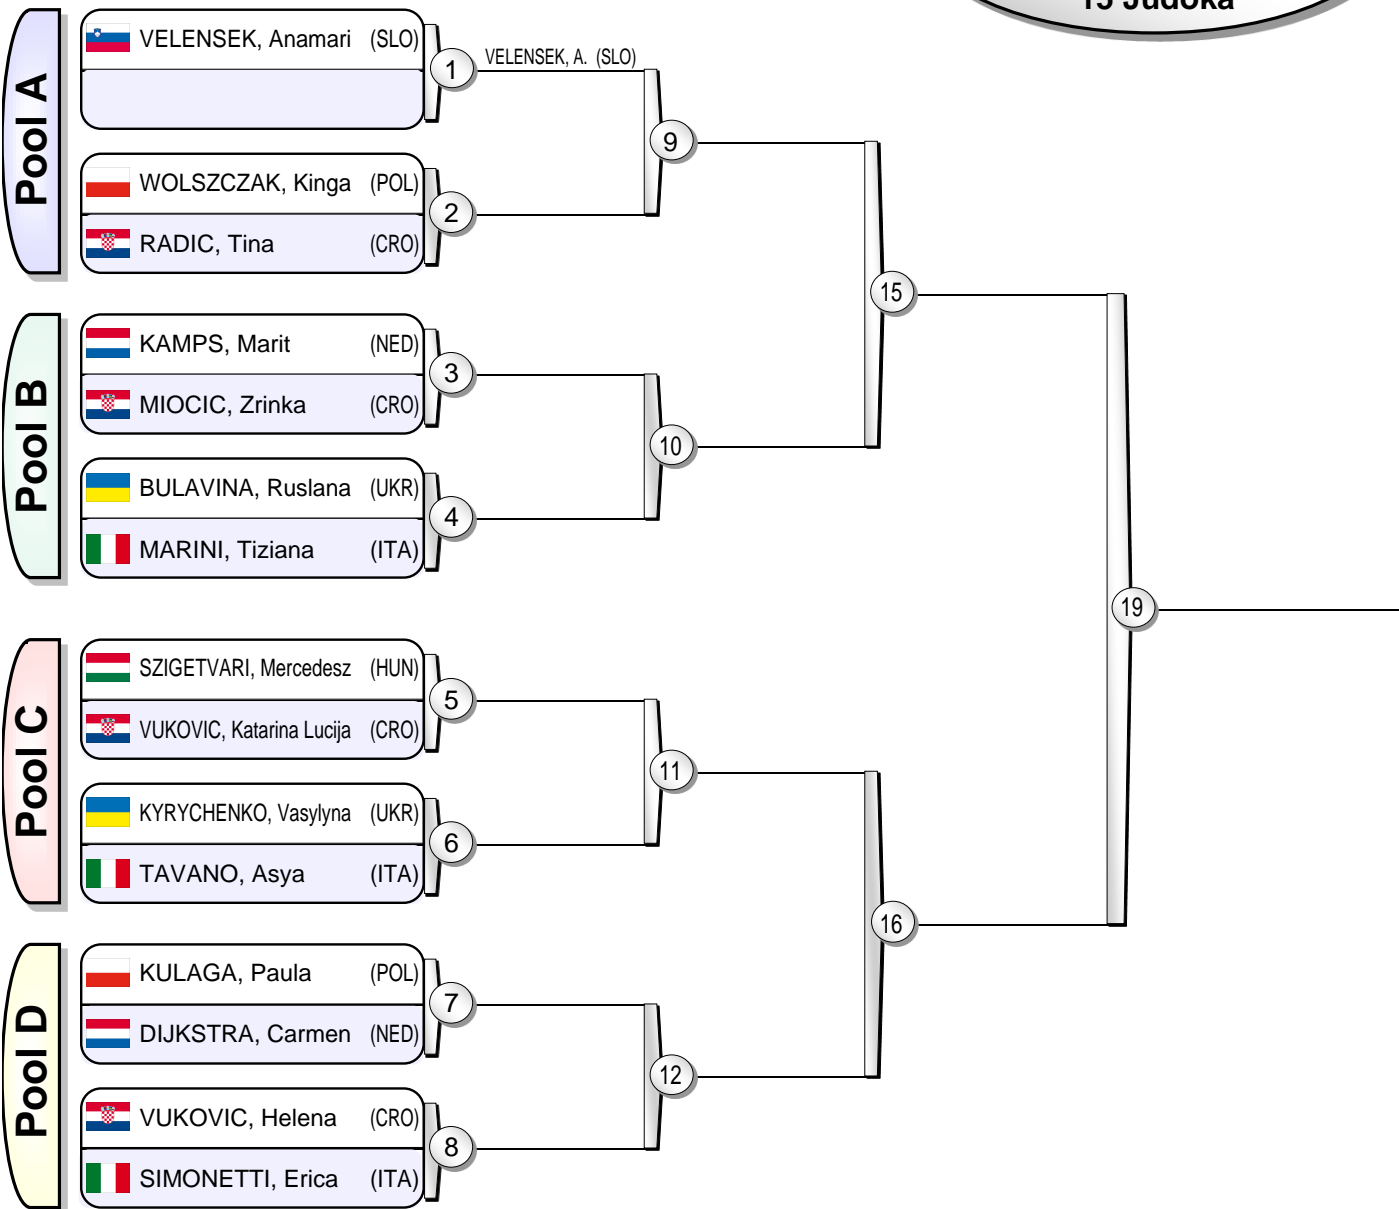 15 Judoka
Pool A
VELENSEK, Anamari (SLO)
1
VELENSEK, A. (SLO)
9
WOLSZCZAK, Kinga (POL)
2
RADIC, Tina (CRO)
15
Pool B
KAMPS, Marit (NED)
3
MIOCIC, Zrinka (CRO)
10
BULAVINA, Ruslana (UKR)
4
MARINI, Tiziana (ITA)
19
Pool C
SZIGETVARI, Mercedesz (HUN)
5
VUKOVIC, Katarina Lucija (CRO)
11
KYRYCHENKO, Vasylyna (UKR)
6
TAVANO, Asya (ITA)
16
Pool D
KULAGA, Paula (POL)
7
DIJKSTRA, Carmen (NED)
12
VUKOVIC, Helena (CRO)
8
SIMONETTI, Erica (ITA)